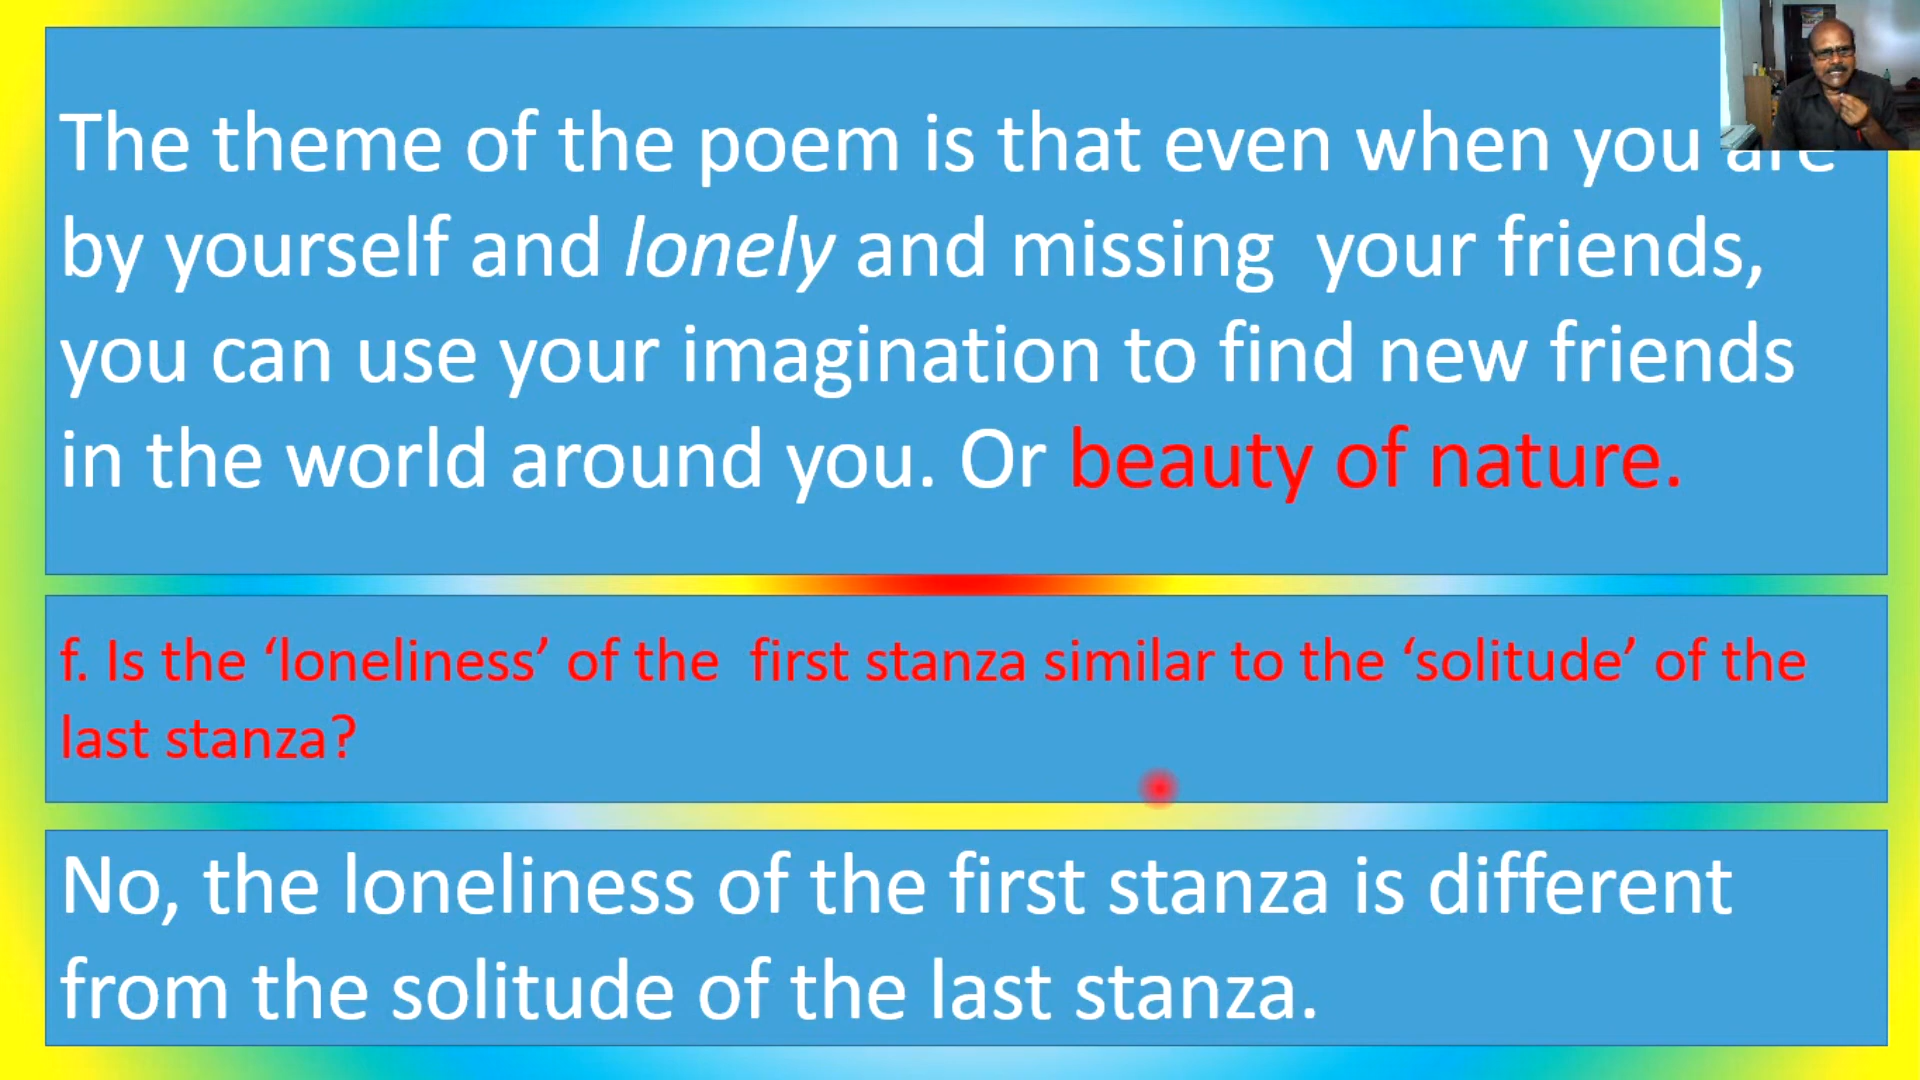 The theme of the poem is that even when you are
by yourself and lonely and missing  your friends,
you can use your imagination to find new friends
in the world around you. Or beauty of nature.
f. Is the ‘loneliness’ of the  first stanza similar to the ‘solitude’ of the
last stanza?
No, the loneliness of the first stanza is different
from the solitude of the last stanza.